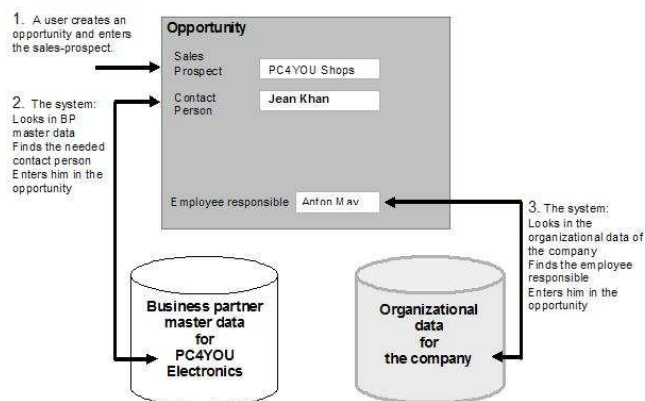 1. A user creates an
opportunity and enters
the sales-prospect.
Opportunity
Sales
Prospect
PC4YOU Shops
Contact
Person
Jean Khan
2. The system:
Looks in BP
master data
Finds the needed
contact person
Enters him in the
opportunity
Employee responsible
Anton May
3. The system:
Looks in the
organizational data of
the company
Finds the employee
responsible
Enters him in the
opportunity
Business partner
master data
for
PC4YOU
Electronics
Organizational
data
for
the company